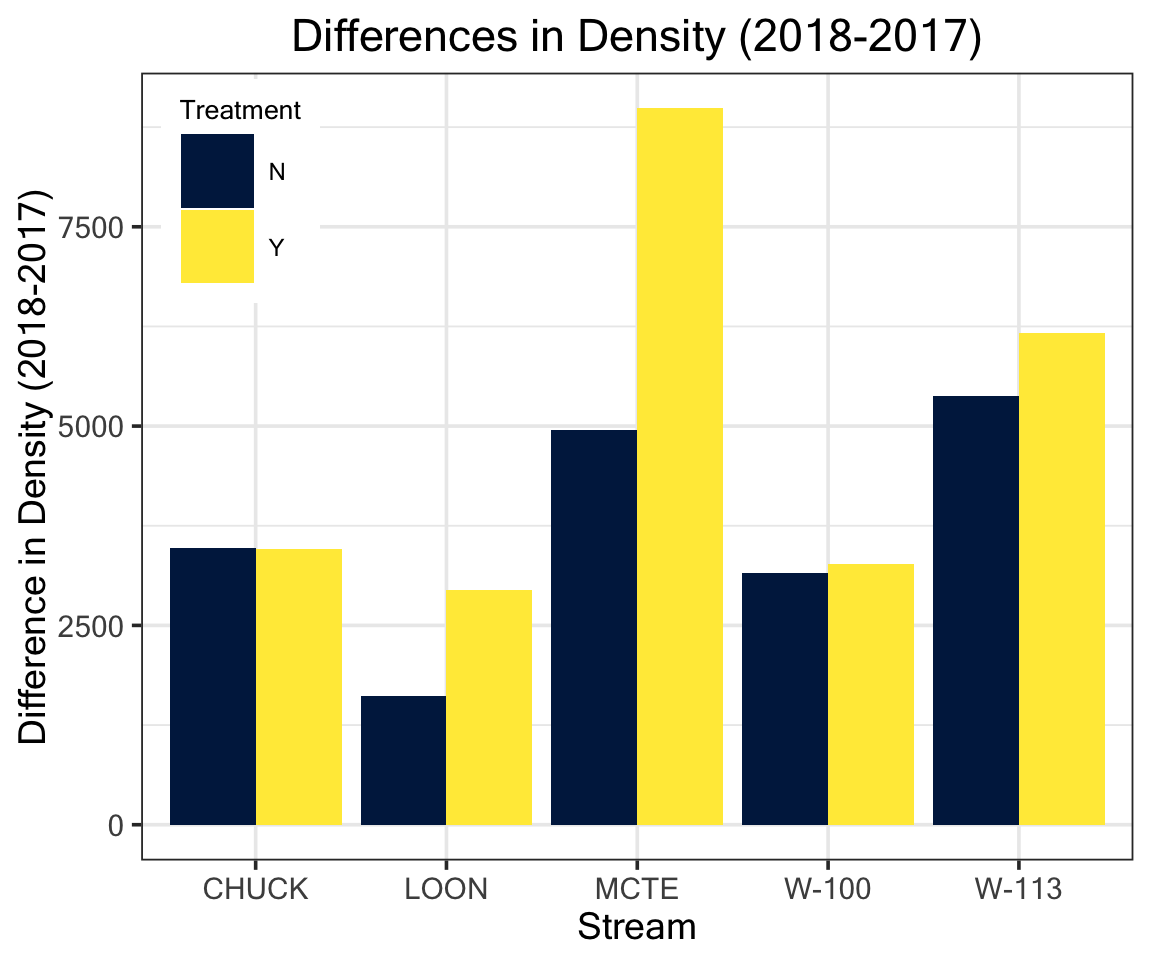 Differences in Density (2018-2017)
Treatment
N
Y
Difference in Density (2018-2017)
7500
5000
2500
0
CHUCK
LOON
MCTE
W-100
W-113
Stream